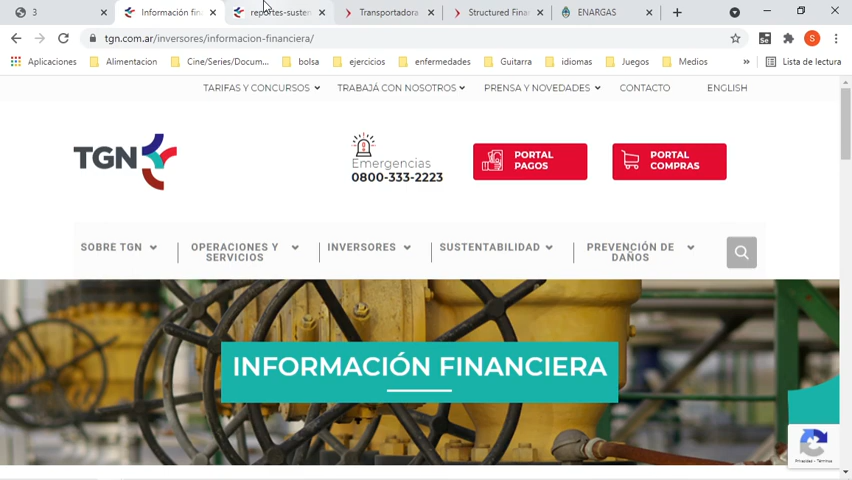 3
Información fin
reportes-susten
Transportadora
Structured Finan
ENARGAS
tgn.com.ar/inversores/informacion-financiera/
S
Aplicaciones
Alimentacion
Cine/Series/Docum...
bolsa
ejercicios
enfermedades
Guitarra
idiomas
Juegos
Medios
»
Lista de lectura
TARIFAS Y CONCURSOS
TRABAJÁ CON NOSOTROS
PRENSA Y NOVEDADES
CONTACTO
ENGLISH
TGN
Emergencias
0800-333-2223
PORTAL
PAGOS
PORTAL
COMPRAS
SOBRE TGN
OPERACIONES Y
SERVICIOS
INVERSORES
SUSTENTABILIDAD
PREVENCIÓN DE
DAÑOS
INFORMACIÓN FINANCIERA
Privacidad - Términos